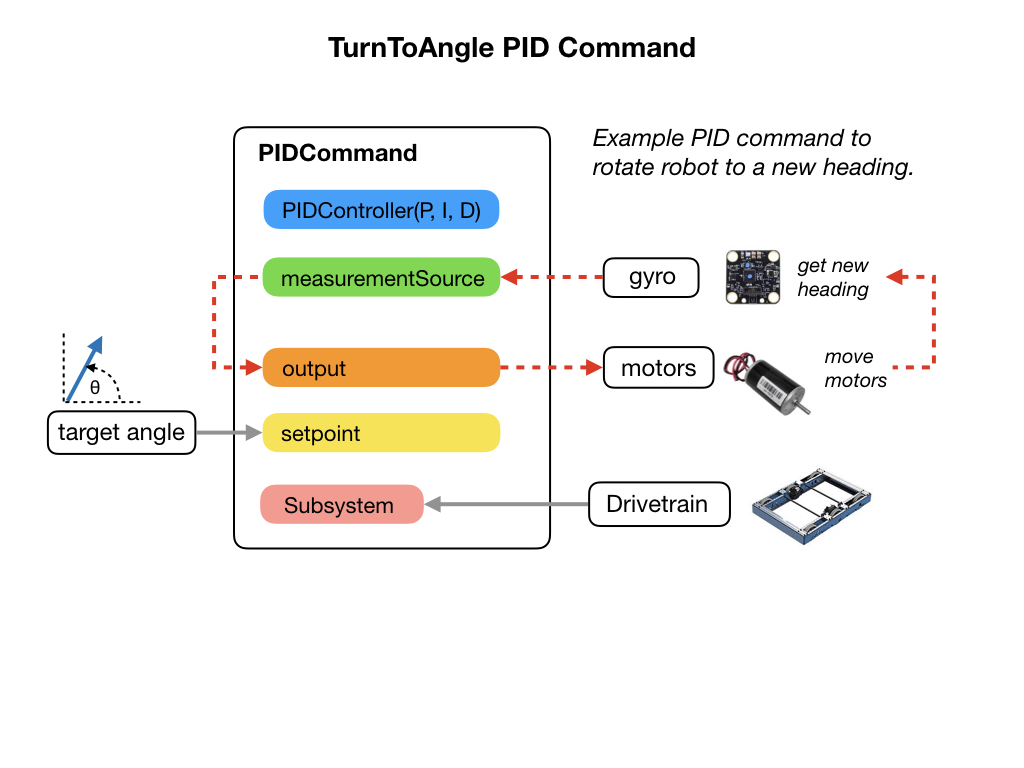 TurnToAngle PID Command
PIDCommand
Example PID command to
rotate robot to a new heading.
PIDController(P, I, D)
measurementSource
gyro
get new
heading
output
motors
move
motors
θ
target angle
setpoint
Subsystem
Drivetrain